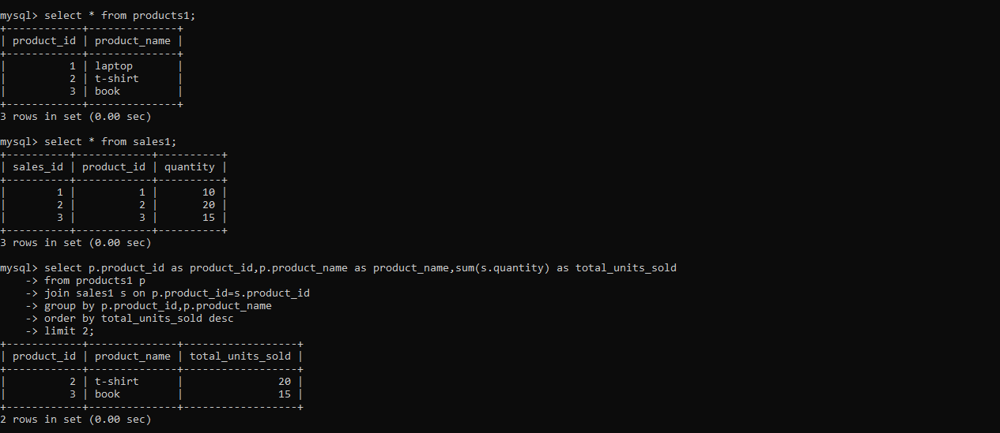 mysql> select * from products1;
+------------+--------------+
| product_id | product_name |
+------------+--------------+
|          1 | laptop       |
|          2 | t-shirt      |
|          3 | book         |
+------------+--------------+
3 rows in set (0.00 sec)

mysql> select * from sales1;
+----------+------------+----------+
| sales_id | product_id | quantity |
+----------+------------+----------+
|        1 |          1 |       10 |
|        2 |          2 |       20 |
|        3 |          3 |       15 |
+----------+------------+----------+
3 rows in set (0.00 sec)

mysql> select p.product_id as product_id,p.product_name as product_name,sum(s.quantity) as total_units_sold
    -> from products1 p
    -> join sales1 s on p.product_id=s.product_id
    -> group by p.product_id,p.product_name
    -> order by total_units_sold desc
    -> limit 2;
+------------+--------------+------------------+
| product_id | product_name | total_units_sold |
+------------+--------------+------------------+
|          2 | t-shirt      |               20 |
|          3 | book         |               15 |
+------------+--------------+------------------+
2 rows in set (0.00 sec)